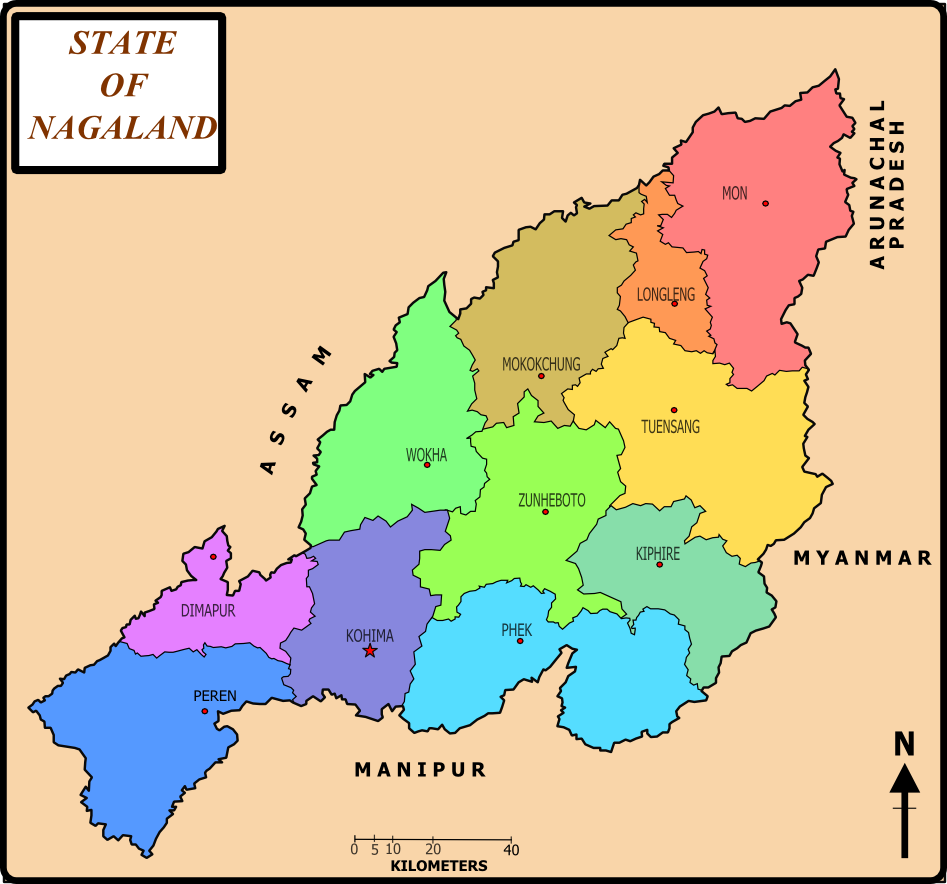 STATE
OF
NAGALAND
ARUNACHAL
PRADESH
MON
LONGLENG
MOKOKCHUNG
ASSAM
TUENSANG
WOKHA
ZUNHEBOTO
KIPHIRE
MYANMAR
DIMAPUR
KOHIMA
PHEK
PEREN
MANIPUR
N
0 5 10 20 40
KILOMETERS